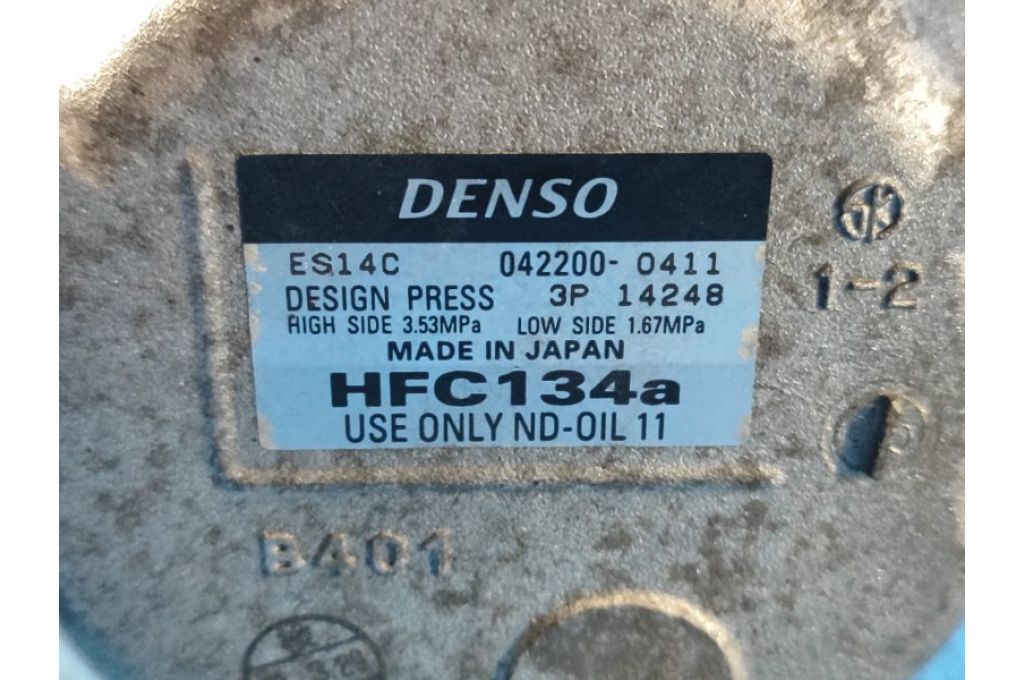 DENSO
ES14C 042200- 0411
DESIGN PRESS 3P 14248
RIGH SIDE 3.53MPa LOW SIDE 1.67MPa
MADE IN JAPAN
HFC134a
USE ONLY ND-OIL 11
1-2
B401